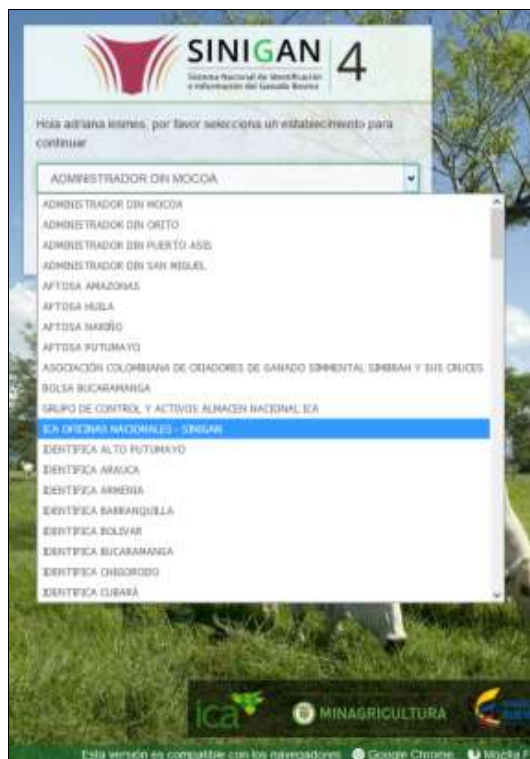 SINIGAN 4
Sistema Nacional de Identificación
e Información del Ganado Bovino
Hola adriana lesmes, por favor selecciona un establecimiento para
continuar
ADMINISTRADOR DIN MOCOA
ADMINISTRADOR DIN MOCOA
ADMINISTRADOR DIN ORITO
ADMINISTRADOR DIN PUERTO ASIS
ADMINISTRADOR DIN SAN MIGUEL
AFTOSA AMAZONAS
AFTOSA HUILA
AFTOSA NARIÑO
AFTOSA PUTUMAYO
ASOCIACIÓN COLOMBIANA DE CRIADORES DE GANADO SIMMENTAL SIMBRAH Y SUS CRUCES
BOLSA BUCARAMANGA
GRUPO DE CONTROL Y ACTIVOS ALMACEN NACIONAL ICA
ICA OFICINAS NACIONALES - SINIGAN
IDENTIFICA ALTO PUTUMAYO
IDENTIFICA ARAUCA
IDENTIFICA ARMENIA
IDENTIFICA BARRANQUILLA
IDENTIFICA BOLIVAR
IDENTIFICA BUCARAMANGA
IDENTIFICA CHIGORODO
IDENTIFICA CUBARÁ
ica MINAGRICULTURA
Esta versión es compatible con los navegadores Google Chrome Mozilla F